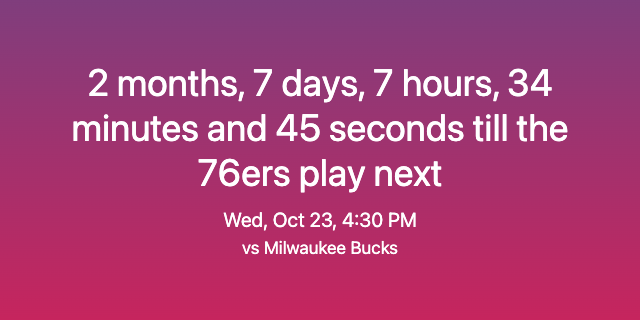 2 months, 7 days, 7 hours, 34
minutes and 45 seconds till the
76ers play next
Wed, Oct 23, 4:30 PM
vs Milwaukee Bucks